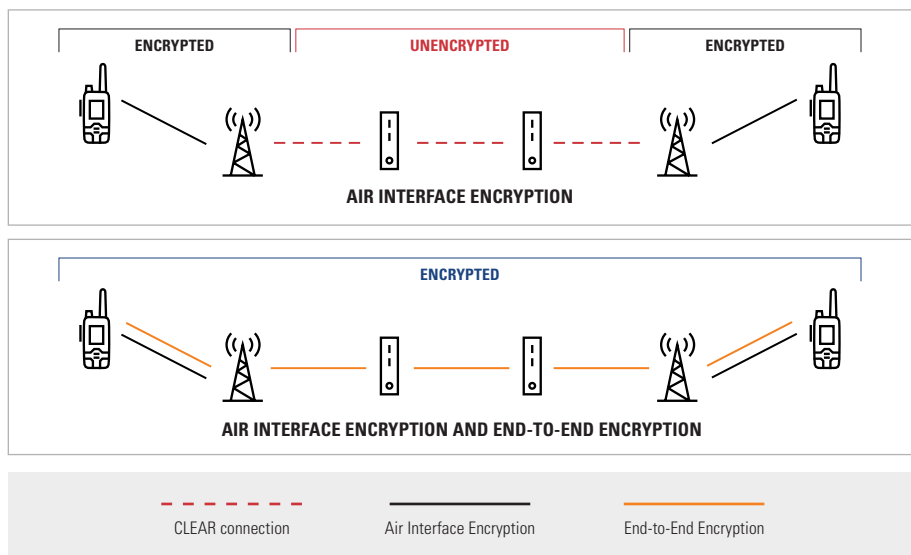 ENCRYPTED
UNENCRYPTED
ENCRYPTED
AIR INTERFACE ENCRYPTION
ENCRYPTED
AIR INTERFACE ENCRYPTION AND END-TO-END ENCRYPTION
CLEAR connection
Air Interface Encryption
End-to-End Encryption